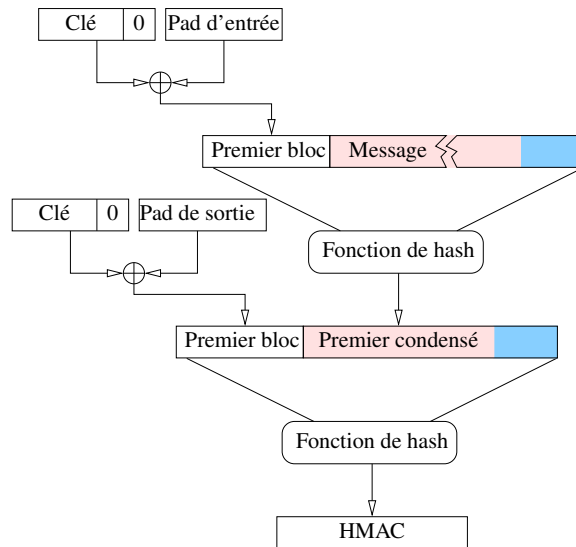 Clé 0 Pad d'entrée
Premier bloc Message
Clé 0 Pad de sortie
Fonction de hash
Premier bloc Premier condensé
Fonction de hash
HMAC